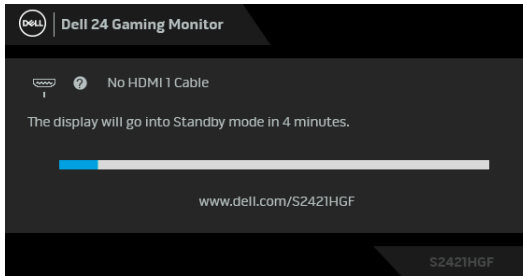 DELL Dell 24 Gaming Monitor
1 ? No HDMI 1 Cable
The display will go into Standby mode in 4 minutes.
www.dell.com/S2421HGF
S2421HGF